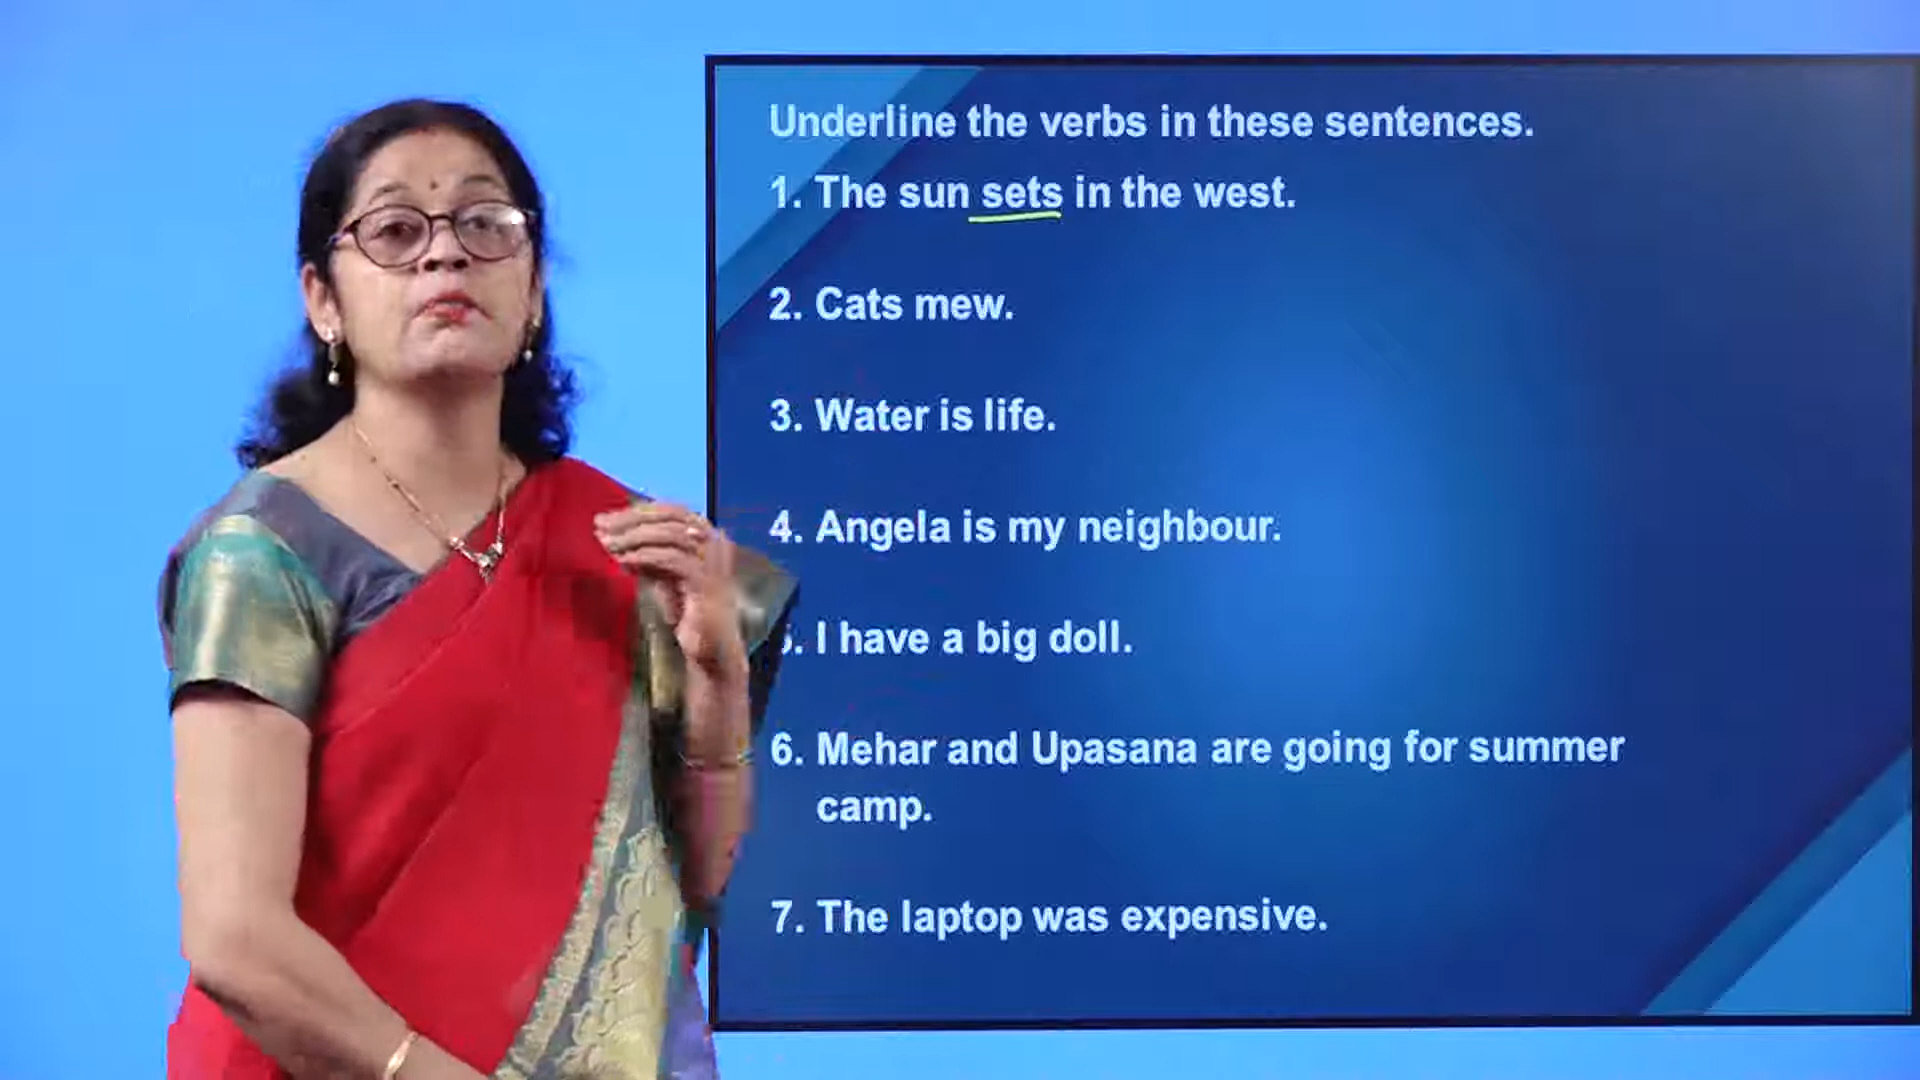 Underline the verbs in these sentences.
1. The sun sets in the west.
2. Cats mew.
3. Water is life.
4. Angela is my neighbour.
. I have a big doll.
6. Mehar and Upasana are going for summer
camp.
7. The laptop was expensive.